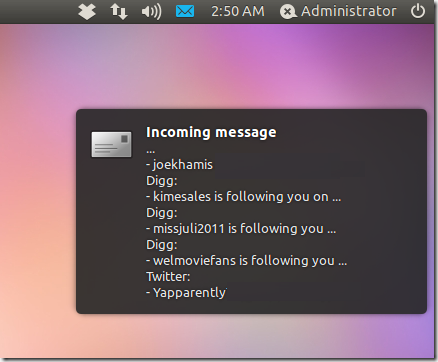 2:50 AM Administrator
Incoming message
...
- joekhamis
Digg:
- kimesales is following you on ...
Digg:
- missjuli2011 is following you ...
Digg:
- welmoviefans is following you ...
Twitter:
- Yapparently